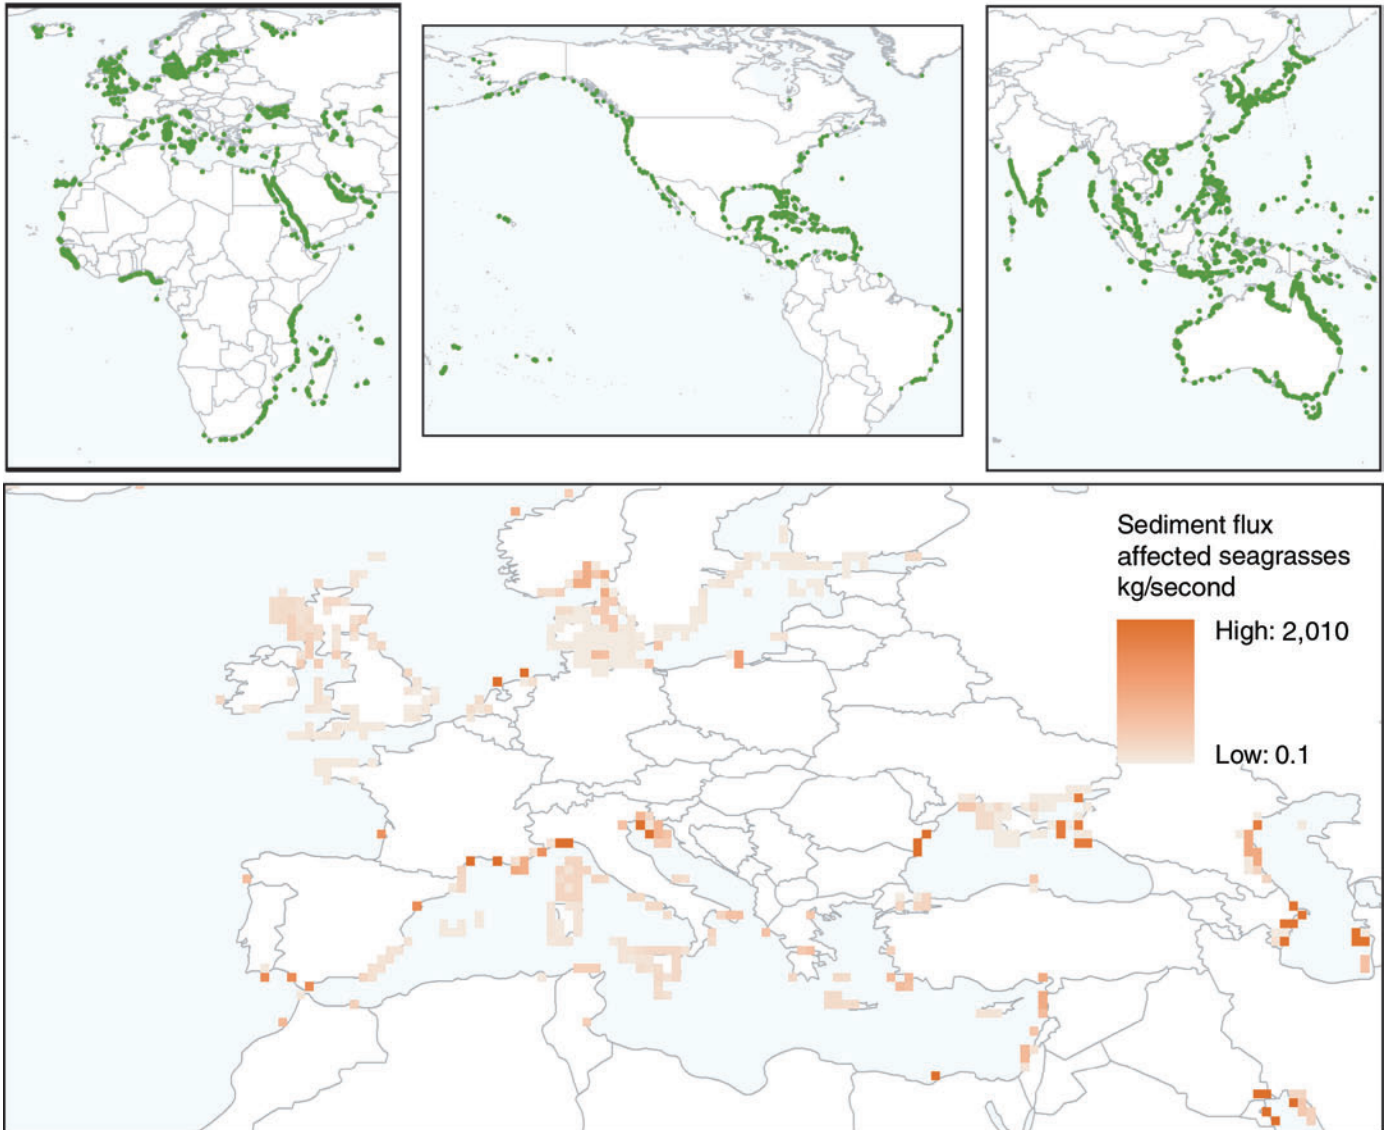 Sediment flux
affected seagrasses
kg/second
High: 2,010
Low: 0.1